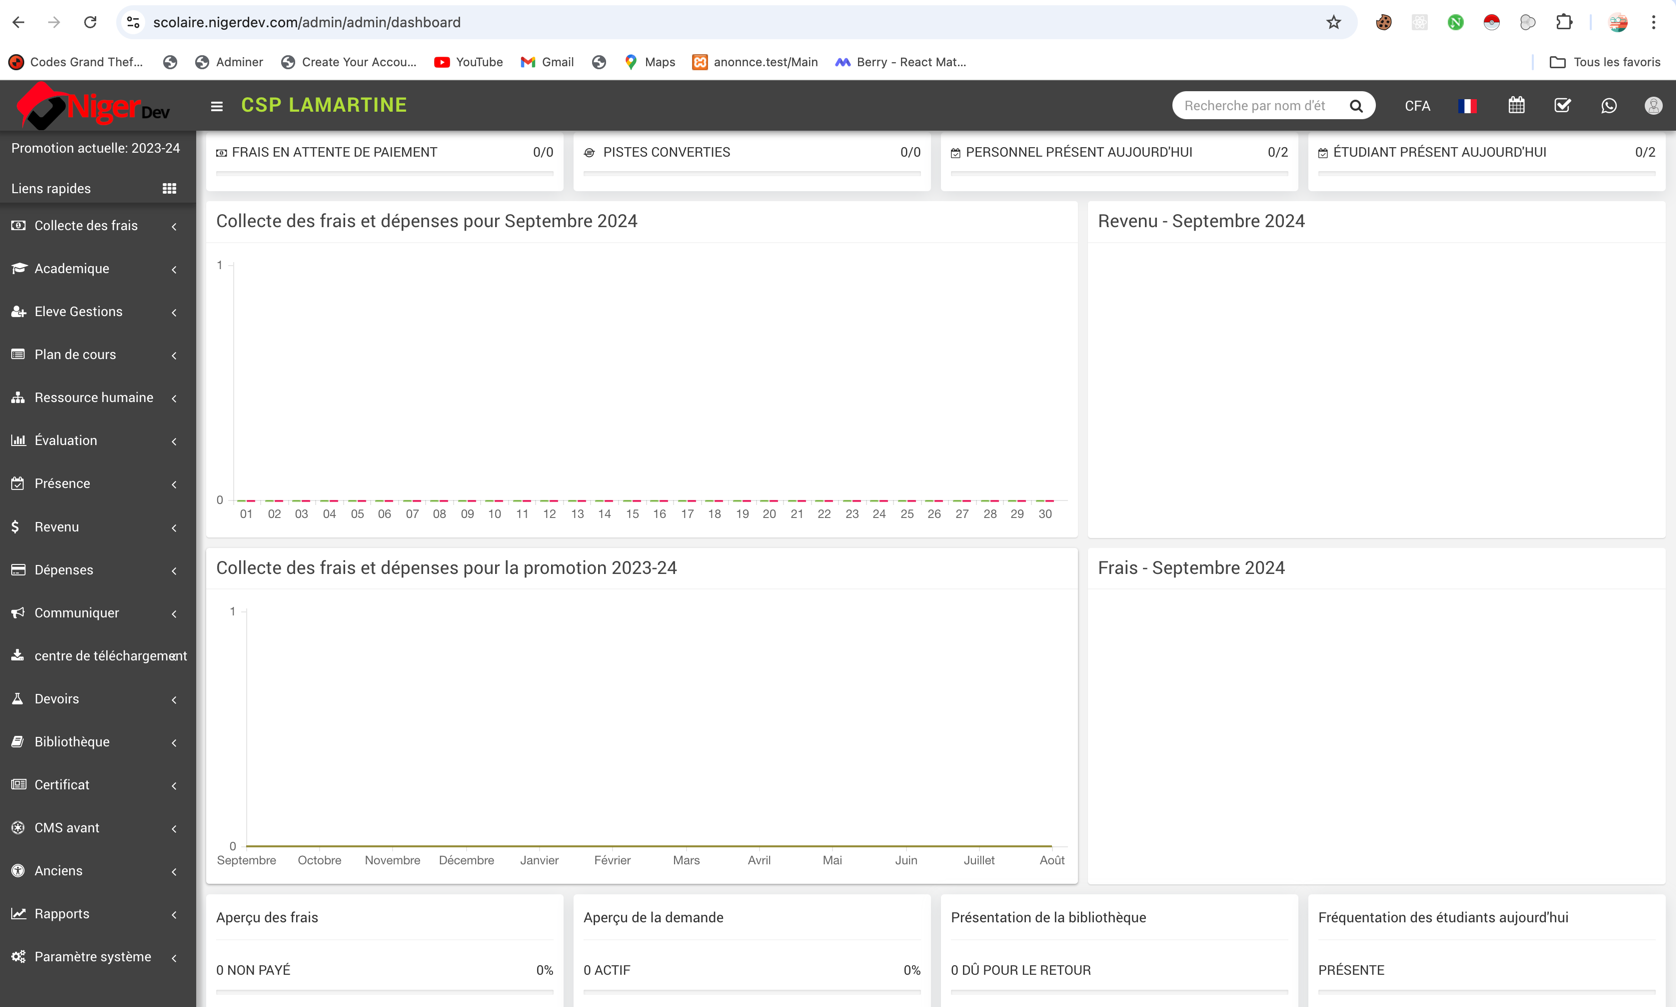 scolaire.nigerdev.com/admin/admin/dashboard
Codes Grand Thef...
Adminer
Create Your Accou...
YouTube
Gmail
Maps
anonnce.test/Main
Berry - React Mat...
Tous les favoris
NigerDev
CSP LAMARTINE
Recherche par nom d'ét
CFA
Promotion actuelle: 2023-24
Liens rapides
Collecte des frais
Academique
Eleve Gestions
Plan de cours
Ressource humaine
Évaluation
Présence
Revenu
Dépenses
Communiquer
centre de téléchargement
Devoirs
Bibliothèque
Certificat
CMS avant
Anciens
Rapports
Paramètre système
FRAIS EN ATTENTE DE PAIEMENT 0/0
PISTES CONVERTIES 0/0
PERSONNEL PRÉSENT AUJOURD'HUI 0/2
ÉTUDIANT PRÉSENT AUJOURD'HUI 0/2
Collecte des frais et dépenses pour Septembre 2024
1
0
01 02 03 04 05 06 07 08 09 10 11 12 13 14 15 16 17 18 19 20 21 22 23 24 25 26 27 28 29 30
Revenu - Septembre 2024
Collecte des frais et dépenses pour la promotion 2023-24
1
0
Septembre Octobre Novembre Décembre Janvier Février Mars Avril Mai Juin Juillet Août
Frais - Septembre 2024
Aperçu des frais
0 NON PAYÉ 0%
Aperçu de la demande
0 ACTIF 0%
Présentation de la bibliothèque
0 DÛ POUR LE RETOUR
Fréquentation des étudiants aujourd'hui
PRÉSENTE